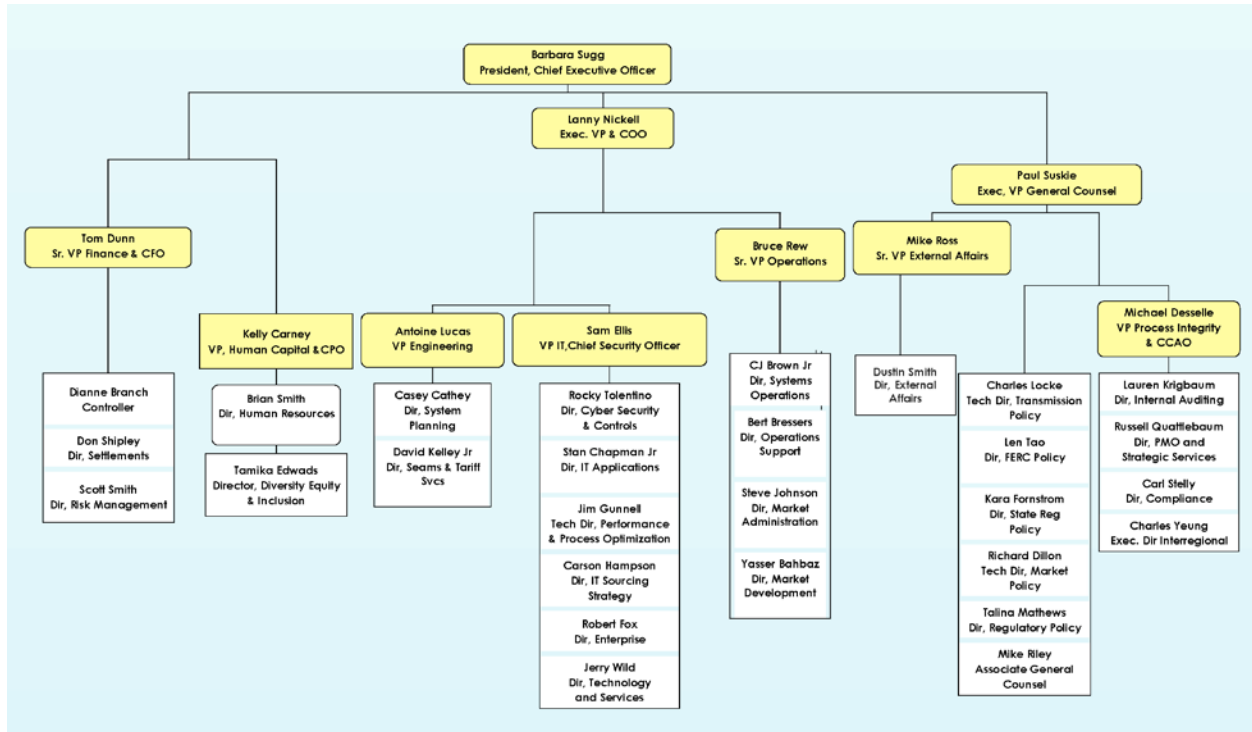 Barbara Sugg
President, Chief Executive Officer
Lanny Nickell
Exec. VP & COO
Paul Suskie
Exec, VP General Counsel
Tom Dunn
Sr. VP Finance & CFO
Bruce Rew
Sr. VP Operations
Mike Ross
Sr. VP External Affairs
Kelly Carney
VP, Human Capital &CPO
Antoine Lucas
VP Engineering
Sam Ellis
VP IT,Chief Security Officer
Michael Desselle
VP Process Integrity
& CCAO
Dianne Branch
Controller
Don Shipley
Dir, Settlements
Scott Smith
Dir, Risk Management
Brian Smith
Dir, Human Resources
Tamika Edwads
Director, Diversity Equity
& Inclusion
Casey Cathey
Dir, System
Planning
David Kelley Jr
Dir, Seams & Tariff
Svcs
Rocky Tolentino
Dir, Cyber Security
& Controls
Stan Chapman Jr
Dir, IT Applications
Jim Gunnell
Tech Dir, Performance
& Process Optimization
Carson Hampson
Dir, IT Sourcing
Strategy
Robert Fox
Dir, Enterprise
Jerry Wild
Dir, Technology
and Services
CJ Brown Jr
Dir, Systems
Operations
Bert Bressers
Dir, Operations
Support
Steve Johnson
Dir, Market
Administration
Yasser Bahbaz
Dir, Market
Development
Dustin Smith
Dir, External
Affairs
Charles Locke
Tech Dir, Transmission
Policy
Len Tao
Dir, FERC Policy
Kara Fornstrom
Dir, State Reg
Policy
Richard Dillon
Tech Dir, Market
Policy
Talina Mathews
Dir, Regulatory Policy
Mike Riley
Associate General
Counsel
Lauren Krigbaum
Dir, Internal Auditing
Russell Quattlebaum
Dir, PMO and
Strategic Services
Carl Stelly
Dir, Compliance
Charles Yeung
Exec. Dir Interregional